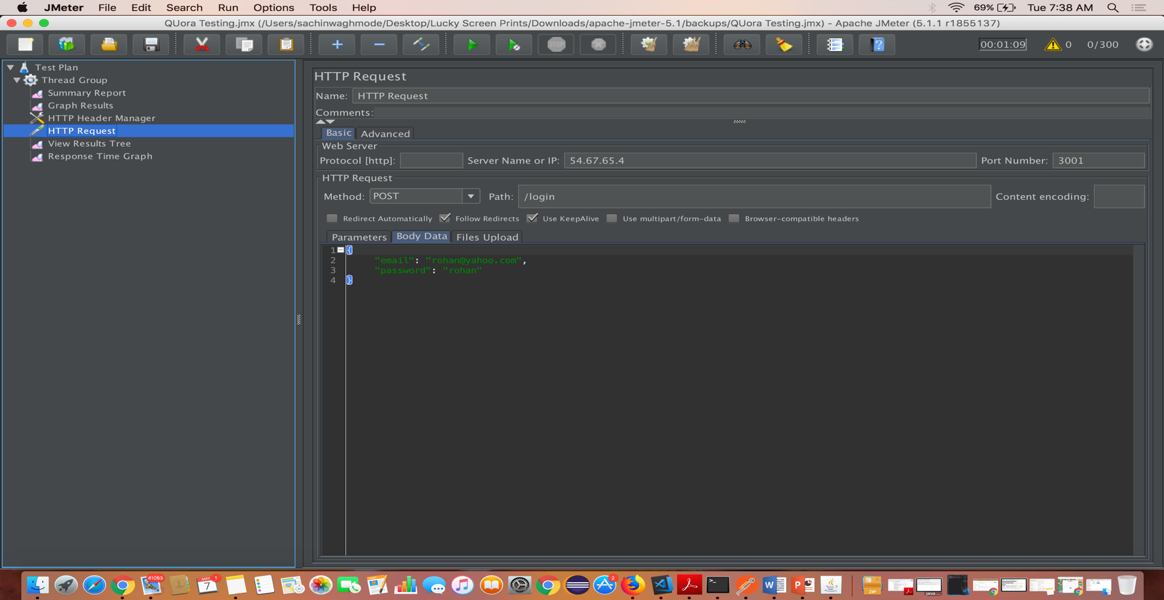 JMeter File Edit Search Run Options Tools Help 69% Tue 7:38 AM
QUora Testing.jmx (/Users/sachinwaghmode/Desktop/Lucky Screen Prints/Downloads/apache-jmeter-5.1/backups/QUora Testing.jmx) - Apache JMeter (5.1.1 r1855137)
00:01:09 0 0/300
Test Plan
Thread Group
Summary Report
Graph Results
HTTP Header Manager
HTTP Request
View Results Tree
Response Time Graph
HTTP Request
Name: HTTP Request
Comments:
Basic Advanced
Web Server
Protocol [http]: Server Name or IP: 54.67.65.4 Port Number: 3001
HTTP Request
Method: POST Path: /login Content encoding:
Redirect Automatically Follow Redirects Use KeepAlive Use multipart/form-data Browser-compatible headers
Parameters Body Data Files Upload
1 {
2 "email": "rohan@yahoo.com",
3 "password": "rohan"
4 }